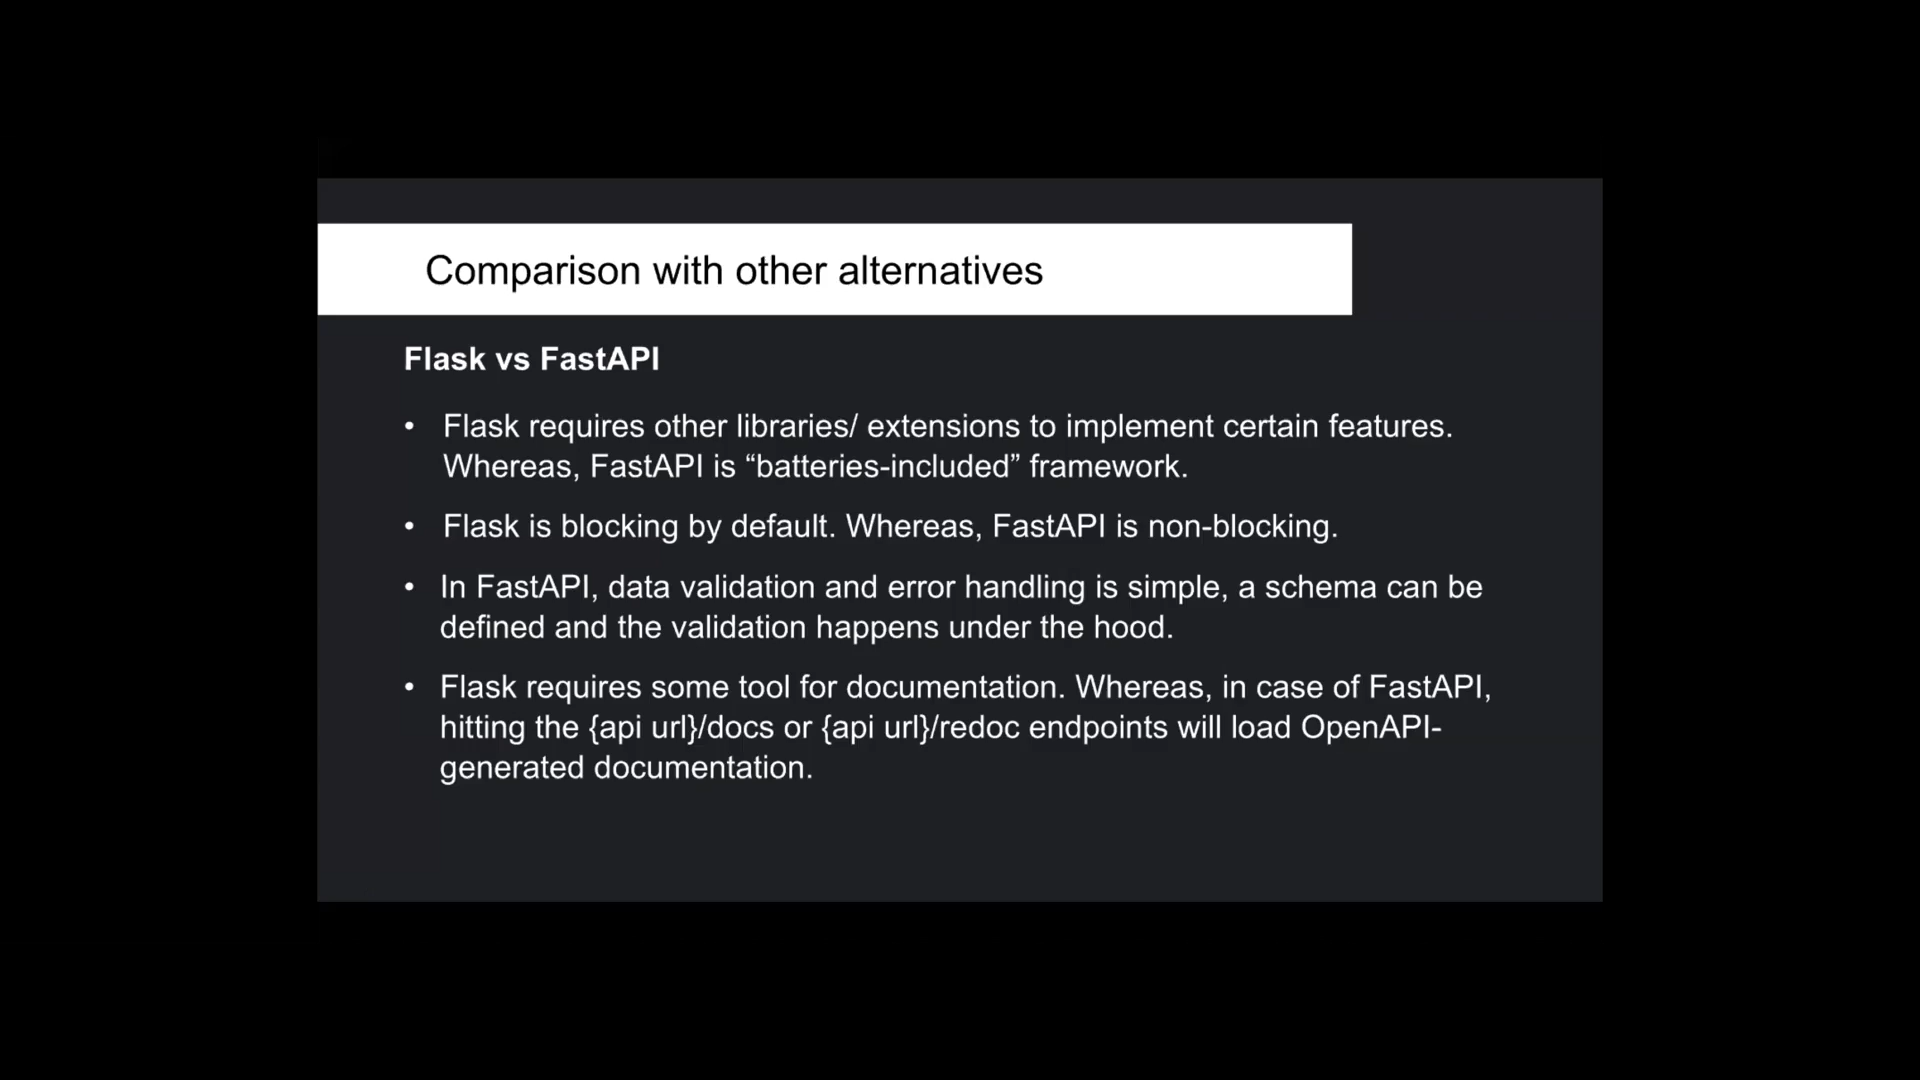 Comparison with other alternatives
Flask vs FastAPI
• Flask requires other libraries/ extensions to implement certain features.
Whereas, FastAPI is “batteries-included” framework.
• Flask is blocking by default. Whereas, FastAPI is non-blocking.
• In FastAPI, data validation and error handling is simple, a schema can be
defined and the validation happens under the hood.
• Flask requires some tool for documentation. Whereas, in case of FastAPI,
hitting the {api url}/docs or {api url}/redoc endpoints will load OpenAPI-
generated documentation.